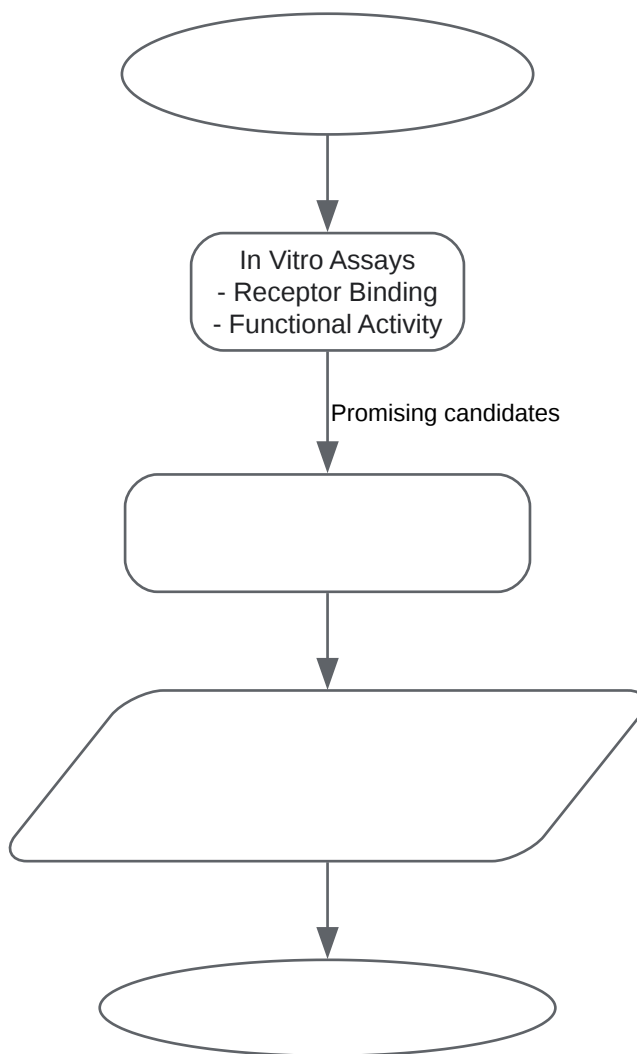 In Vitro Assays
- Receptor Binding
- Functional Activity
Promising candidates